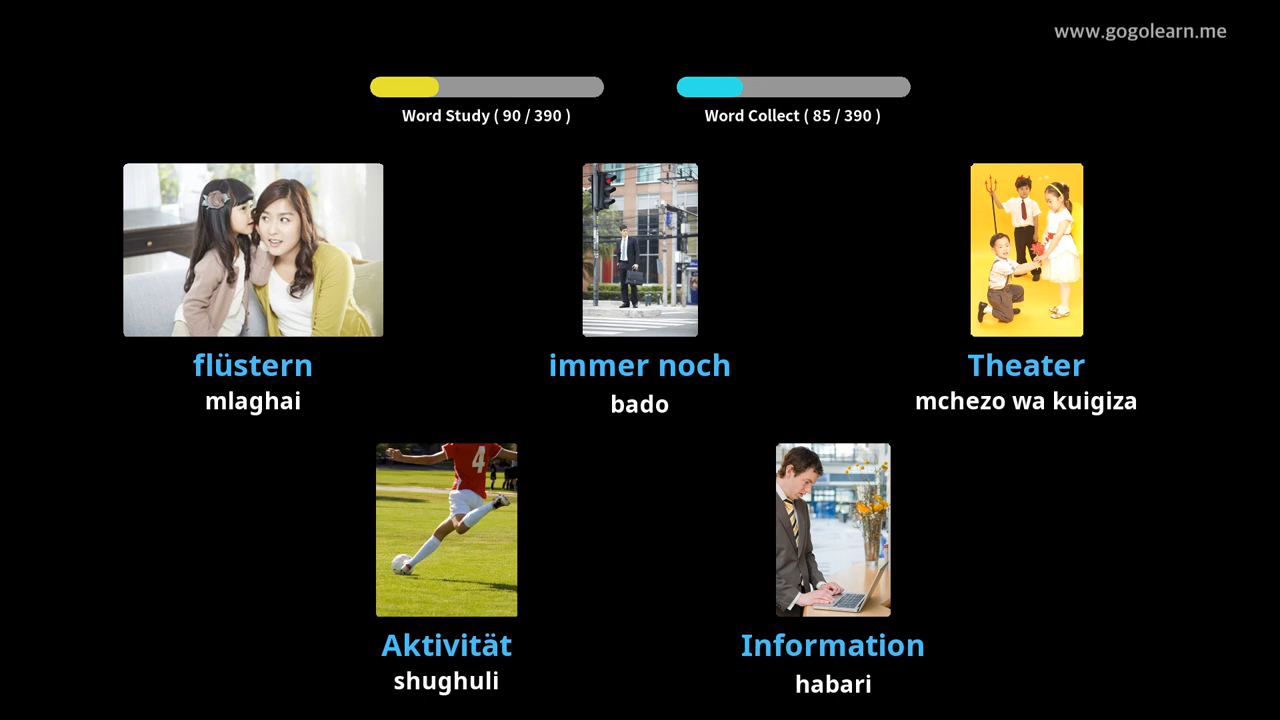 www.gogolearn.me
Word Study ( 90 / 390 )
Word Collect ( 85 / 390 )
flüstern
mlaghai
immer noch
bado
Theater
mchezo wa kuigiza
4
Aktivität
shughuli
Information
habari